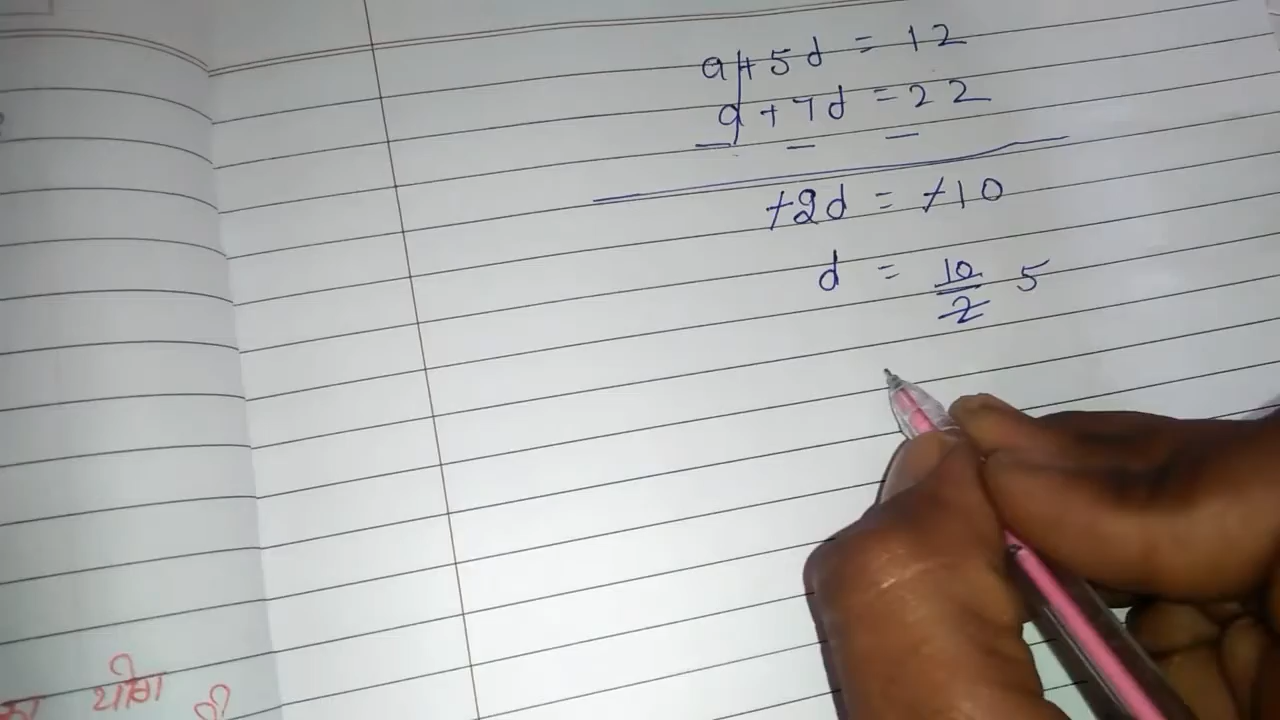 a + 5d = 12
a + 7d = 22
- - -
-2d = -10
d = 10/2 5
का योग